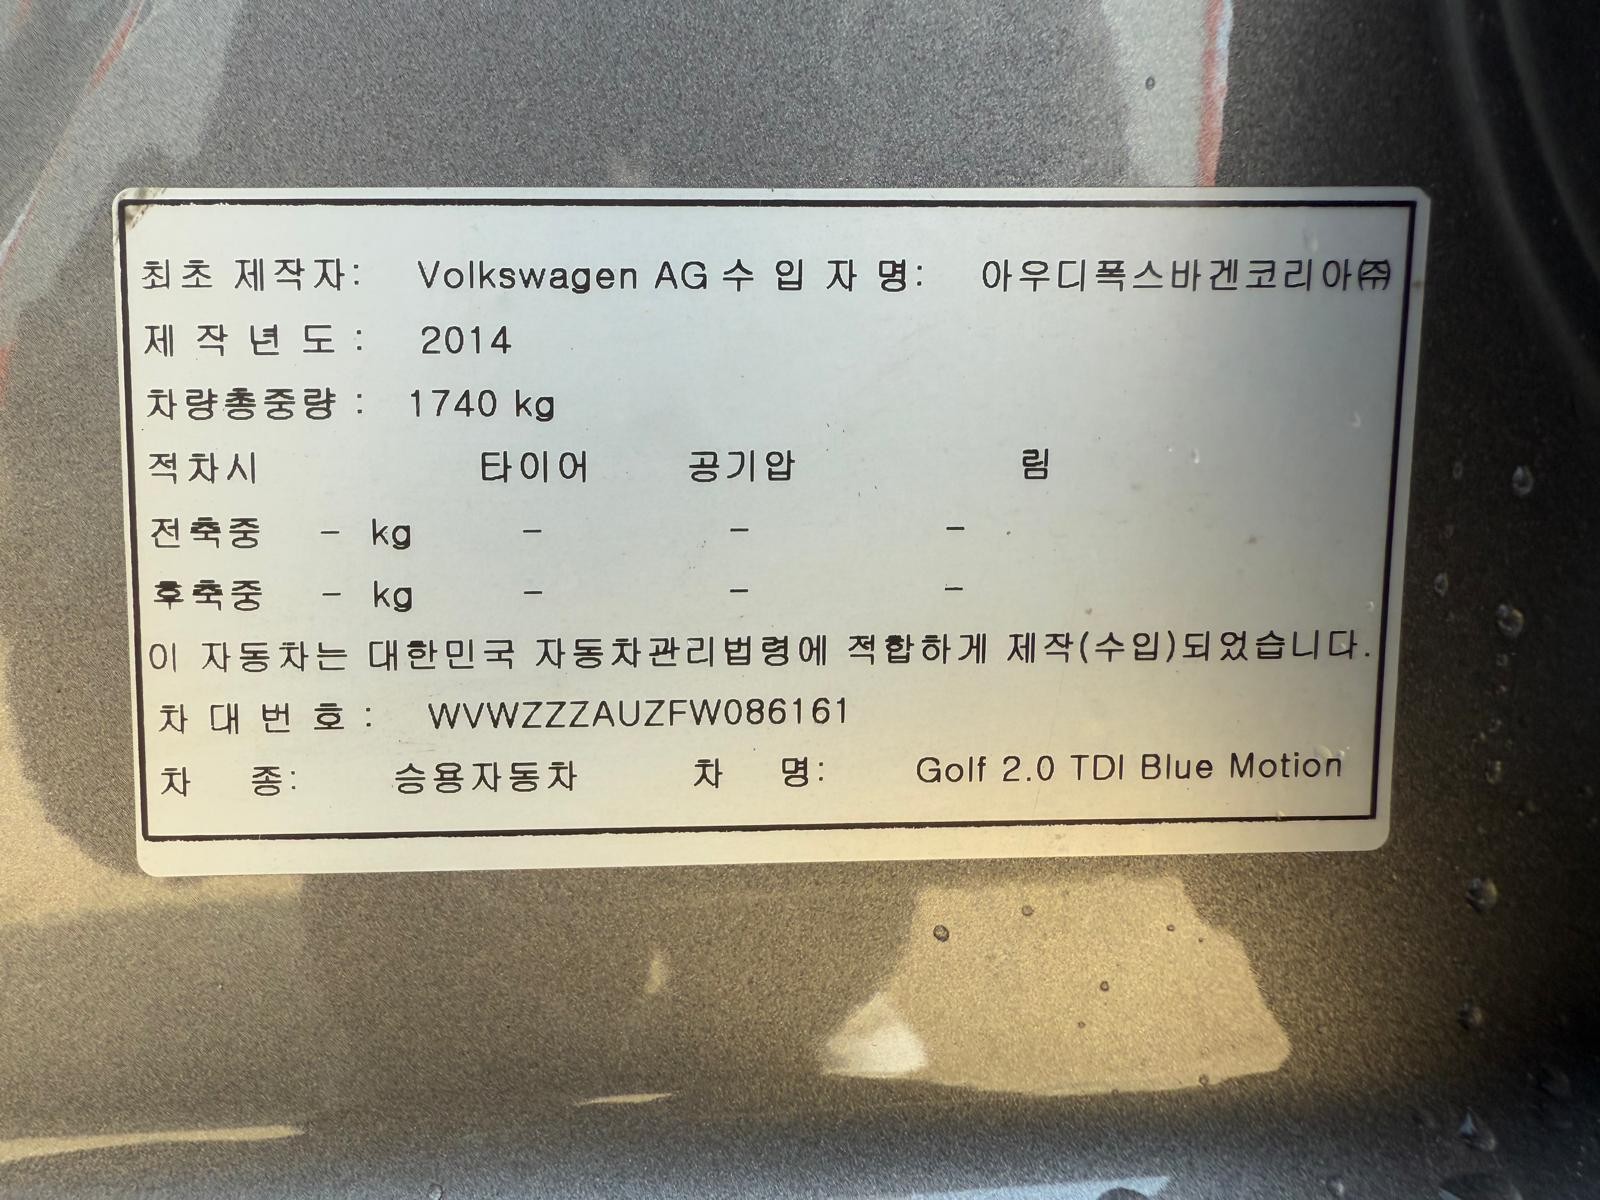 최초 제작자: Volkswagen AG 수 입 자 명: 아우디폭스바겐코리아㈜
제 작 년 도 : 2014
차량총중량 : 1740 kg
적차시 타이어 공기압 림
전축중 - kg - - -
후축중 - kg - - -
이 자동차는 대한민국 자동차관리법령에 적합하게 제작(수입)되었습니다.
차 대 번 호 : WVWZZZAUZFW086161
차 종: 승용자동차 차 명: Golf 2.0 TDI Blue Motion